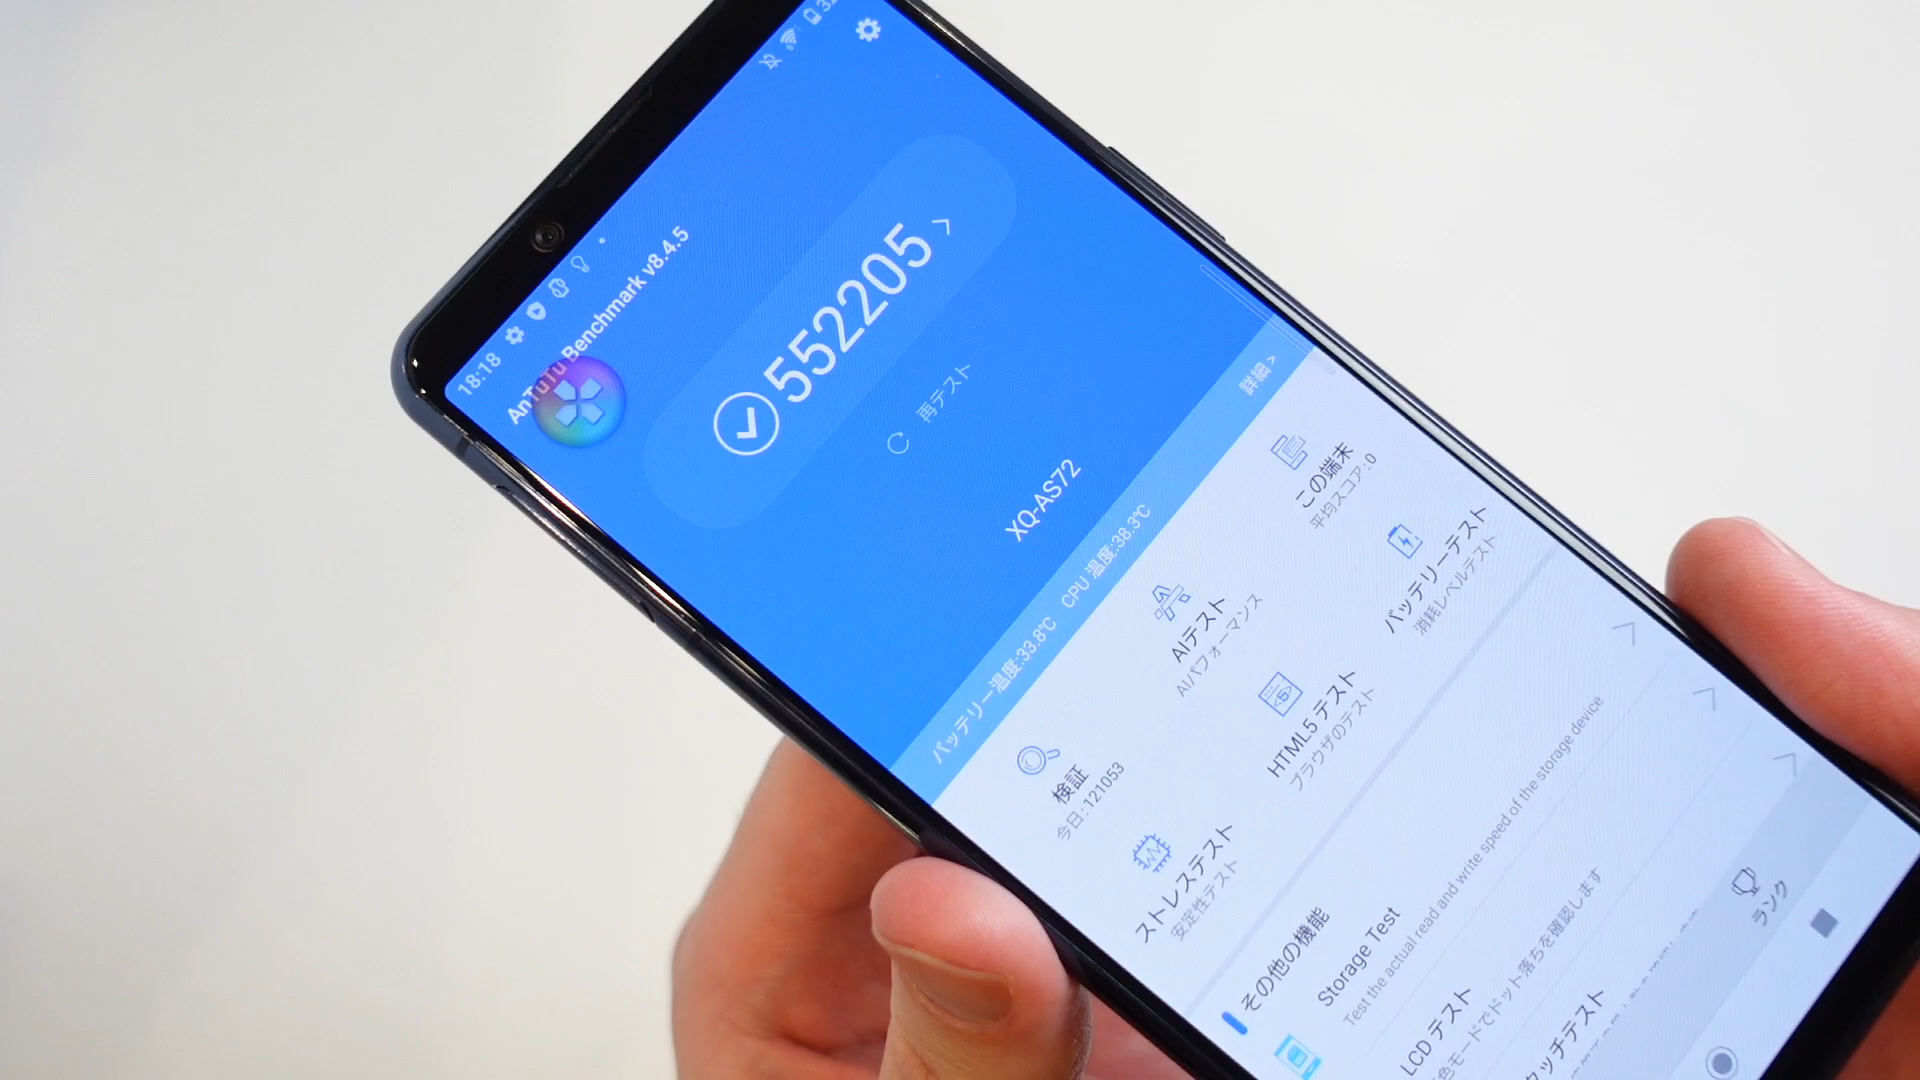 18:18
AnTuTu Benchmark v8.4.5
552205
再テスト
XQ-AS72
バッテリー温度:33.8℃ CPU 温度:38.3℃ 詳細 >
検証
今日: 121053
AIテスト
AIパフォーマンス
この端末
平均スコア:0
ストレステスト
安定性テスト
HTML5 テスト
ブラウザのテスト
バッテリーテスト
消耗レベルテスト
その他の機能
Storage Test
Test the actual read and write speed of the storage device
LCD テスト
色モードでドット落ちを確認します
タッチテスト
ランク